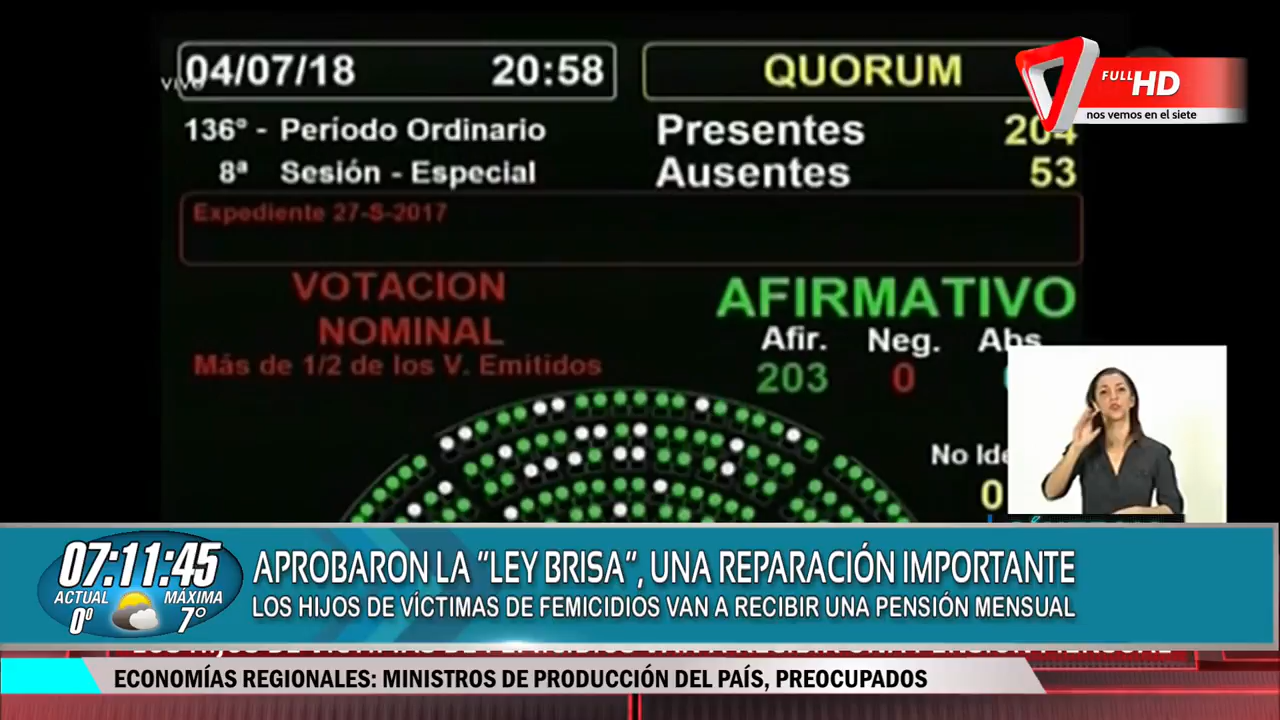 04/07/18 20:58 QUORUM
VIVO
FULL HD
nos vemos en el siete
136º - Período Ordinario
8ª Sesión - Especial
Presentes 204
Ausentes 53
Expediente 27-S-2017
VOTACION
NOMINAL
Más de 1/2 de los V. Emitidos
AFIRMATIVO
Afir. Neg. Abs.
203 0
No
0
07:11:45
ACTUAL MÁXIMA
0º 7º
APROBARON LA "LEY BRISA", UNA REPARACIÓN IMPORTANTE
LOS HIJOS DE VÍCTIMAS DE FEMICIDIOS VAN A RECIBIR UNA PENSIÓN MENSUAL
ECONOMÍAS REGIONALES: MINISTROS DE PRODUCCIÓN DEL PAÍS, PREOCUPADOS